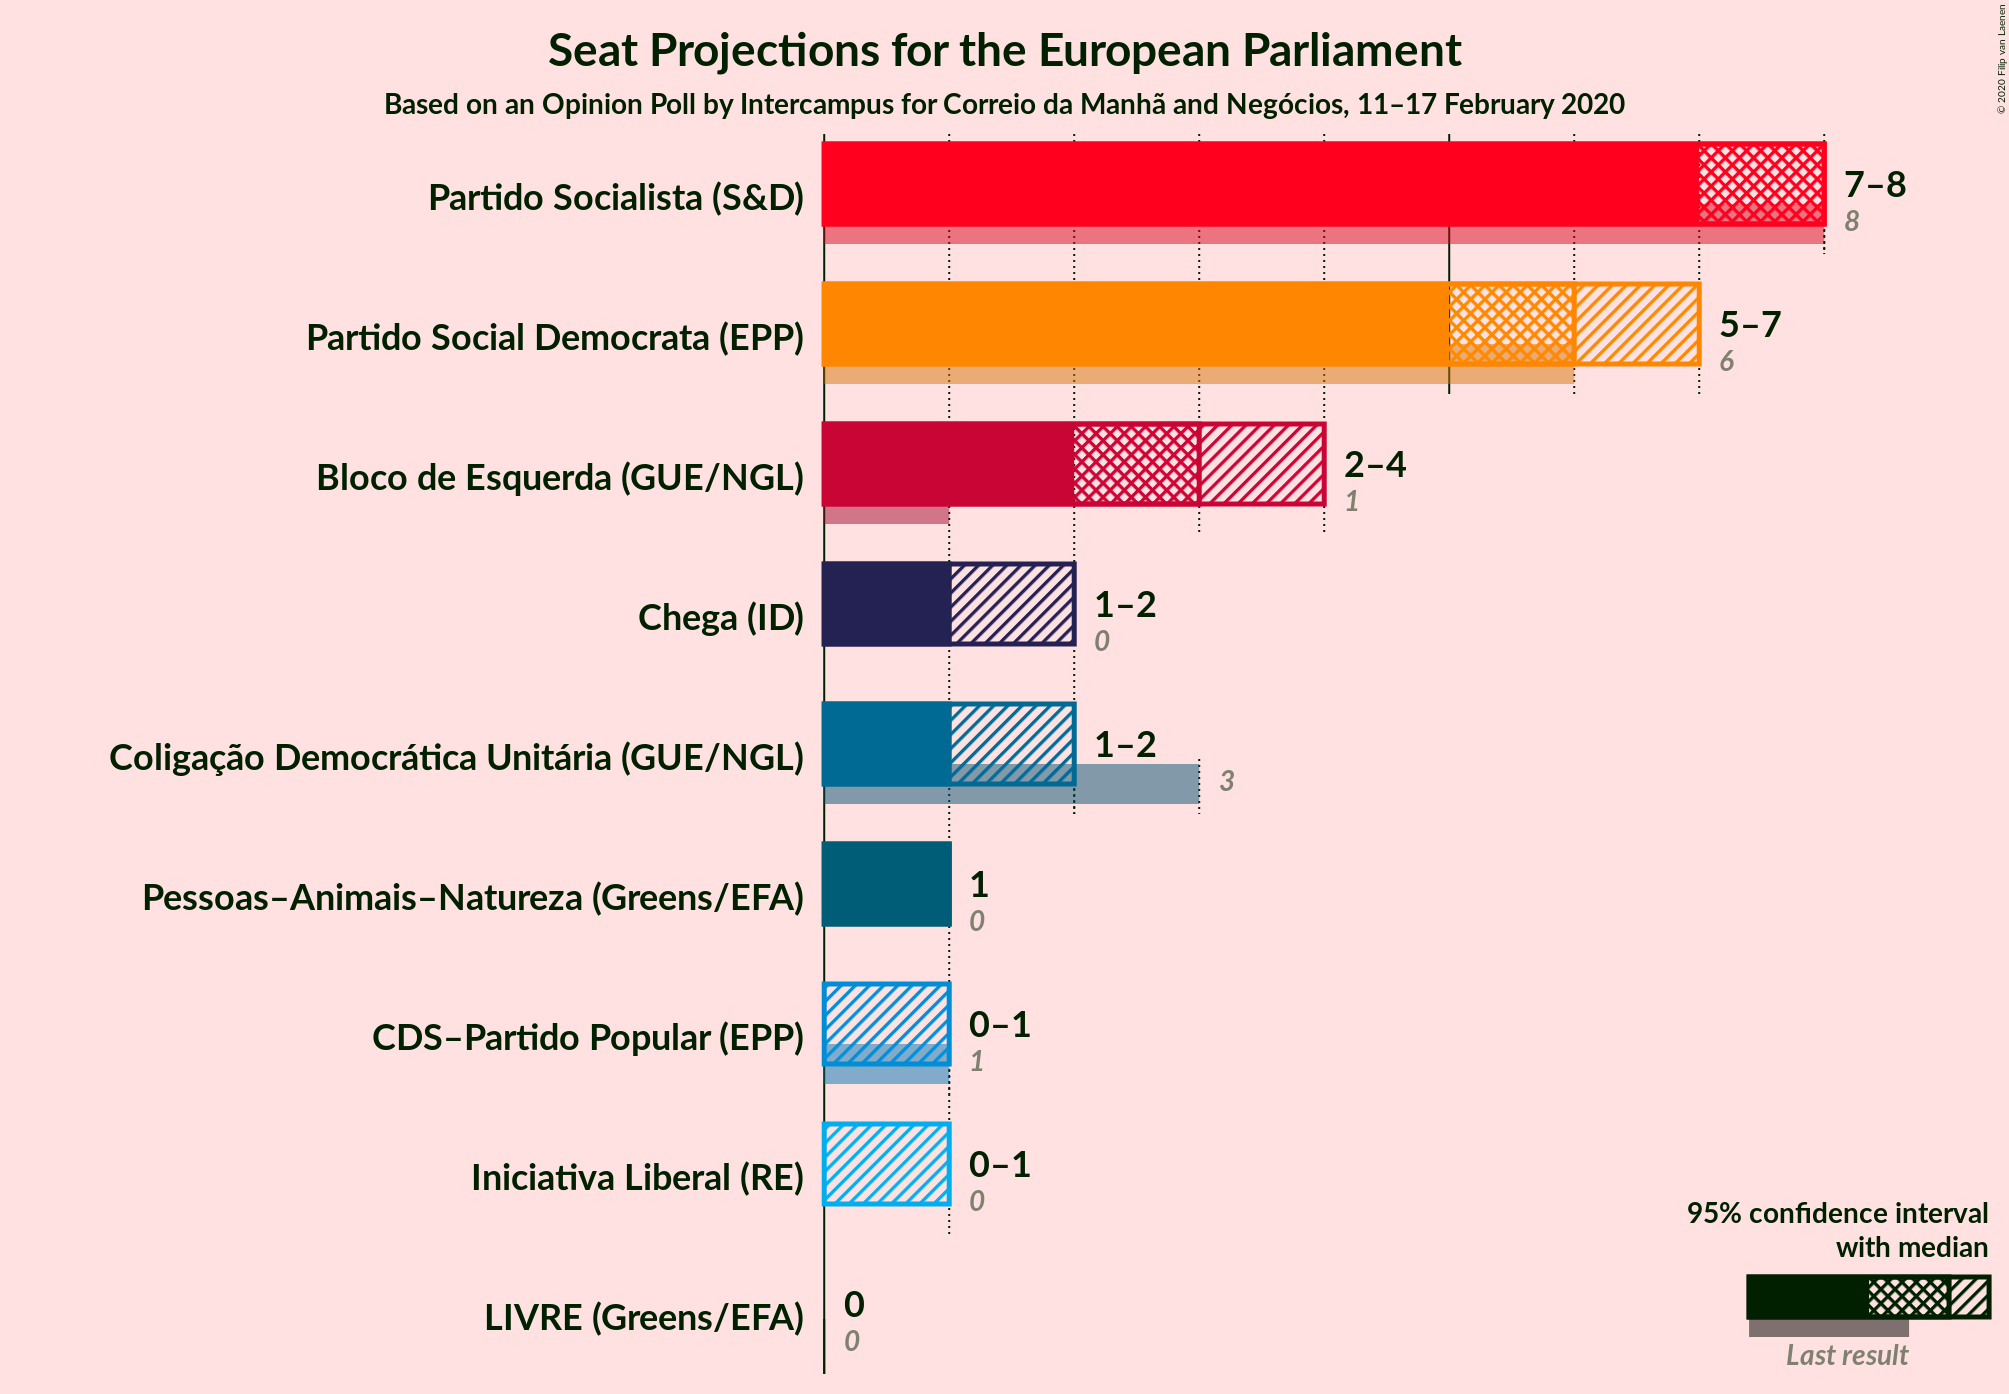 Seat Projections for the European Parliament
Based on an Opinion Poll by Intercampus for Correio da Manhã and Negócios, 11–17 February 2020
© 2020 Filip van Laenen
Partido Socialista (S&D)
7–8
8
Partido Social Democrata (EPP)
5–7
6
Bloco de Esquerda (GUE/NGL)
2–4
1
Chega (ID)
1–2
0
Coligação Democrática Unitária (GUE/NGL)
1–2
3
Pessoas–Animais–Natureza (Greens/EFA)
1
0
CDS–Partido Popular (EPP)
0–1
1
Iniciativa Liberal (RE)
0–1
0
LIVRE (Greens/EFA)
0
0
95% confidence interval
with median
Last result